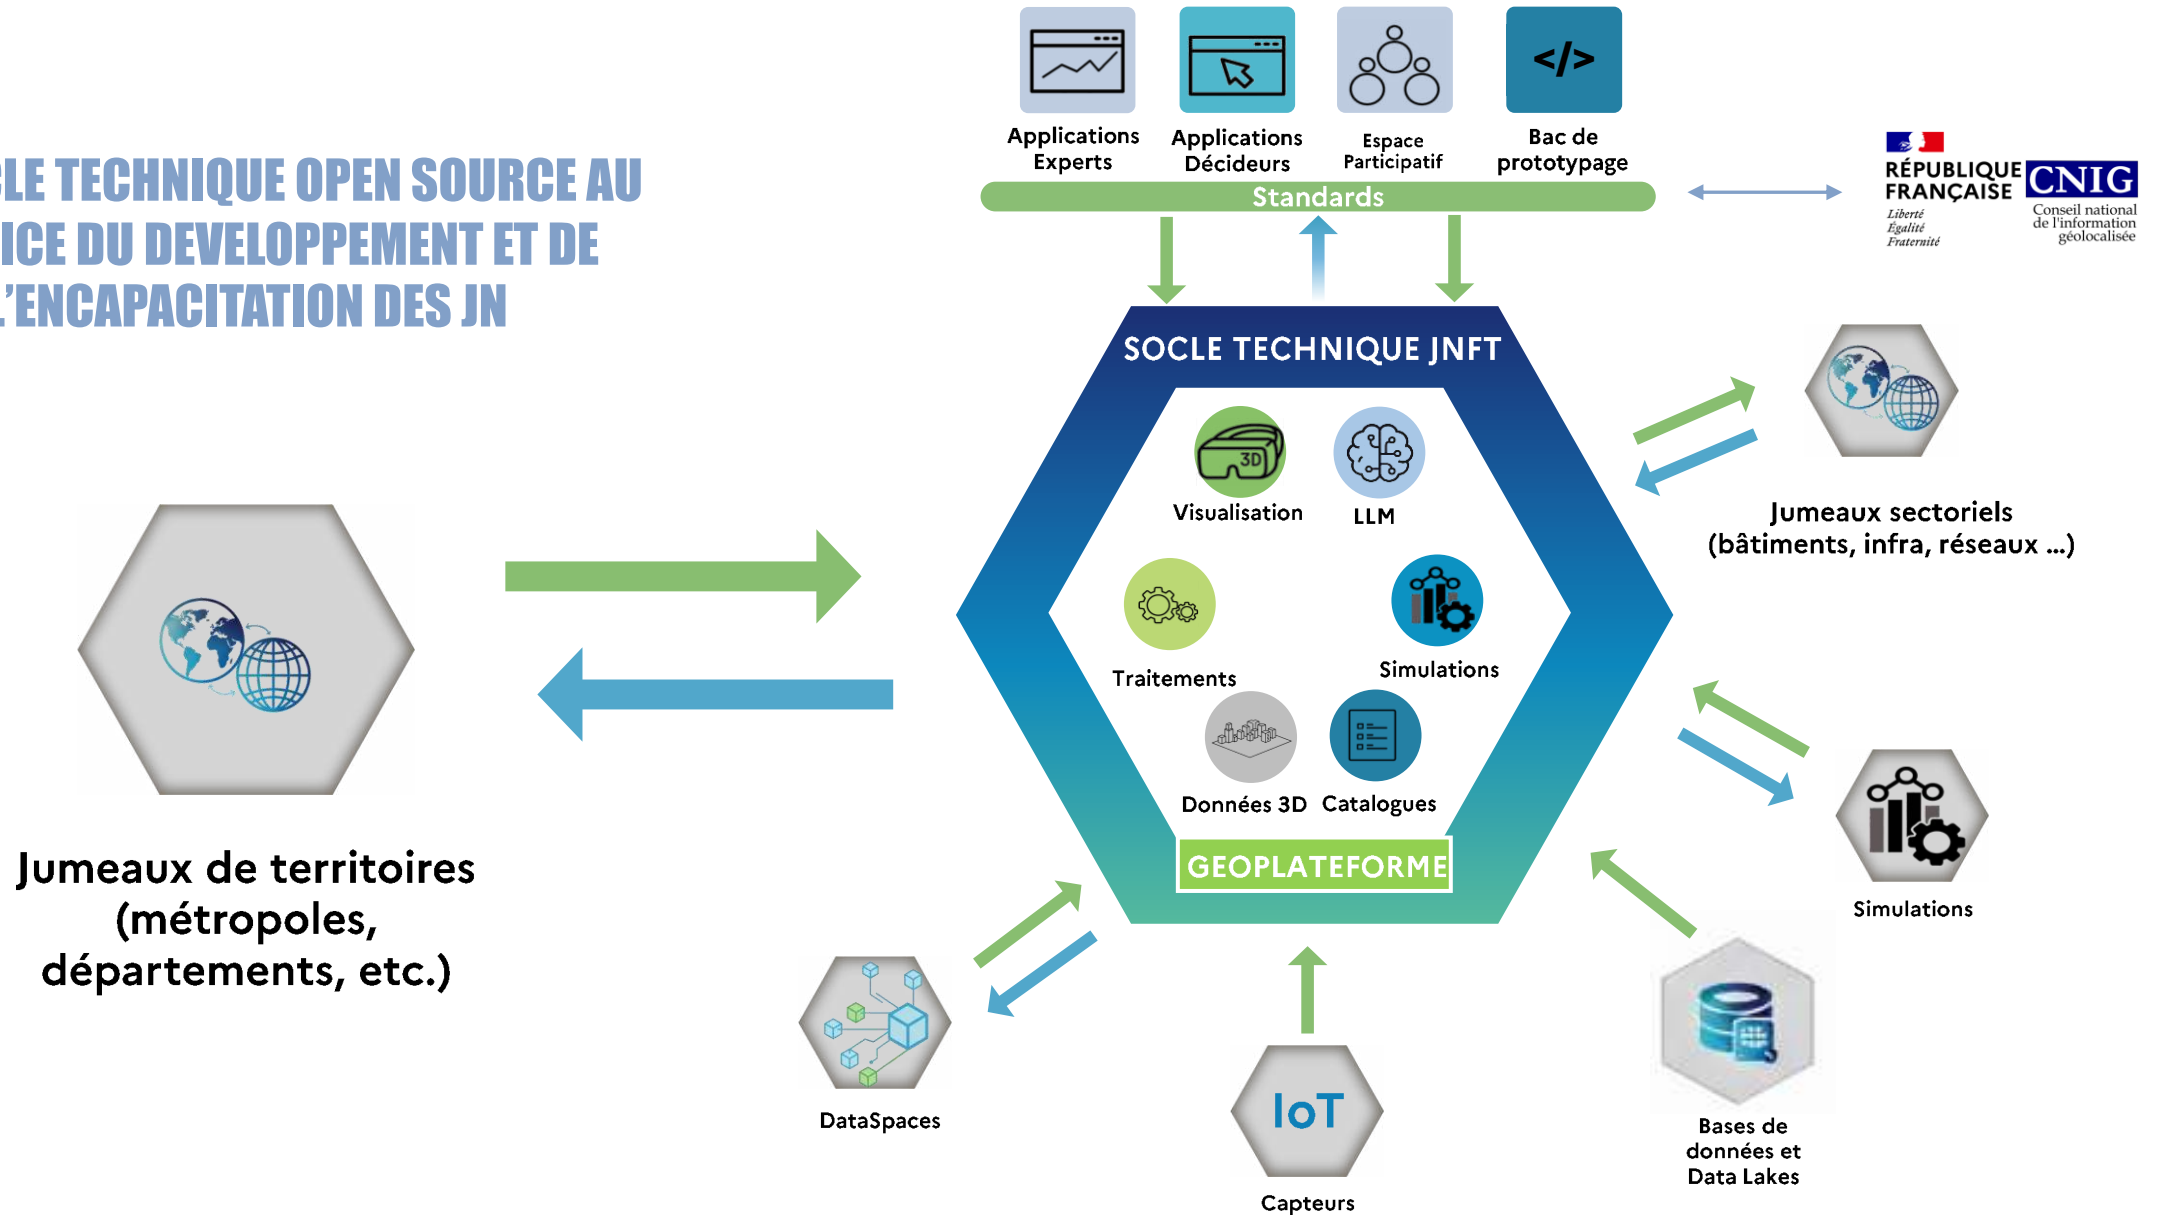 CLE TECHNIQUE OPEN SOURCE AU
ICE DU DEVELOPPEMENT ET DE
L'ENCAPACITATION DES JN
Applications
Experts
Applications
Décideurs
Espace
Participatif
</>
Bac de
prototypage
Standards
RÉPUBLIQUE
FRANÇAISE
Liberté
Égalité
Fraternité
CNIG
Conseil national
de l'information
géolocalisée
SOCLE TECHNIQUE JNFT
3D
Visualisation
LLM
Traitements
Simulations
Données 3D
Catalogues
GEOPLATEFORME
Jumeaux sectoriels
(bâtiments, infra, réseaux ...)
Simulations
Jumeaux de territoires
(métropoles,
départements, etc.)
DataSpaces
IoT
Capteurs
Bases de
données et
Data Lakes